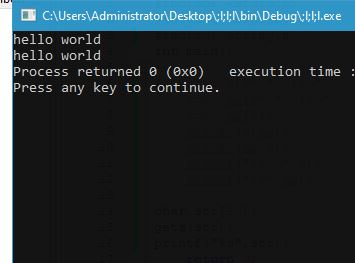 C:\Users\Administrator\Desktop\;l;l;l\bin\Debug\;l;l;l.exe
hello world
hello world
Process returned 0 (0x0)   execution time :
Press any key to continue.